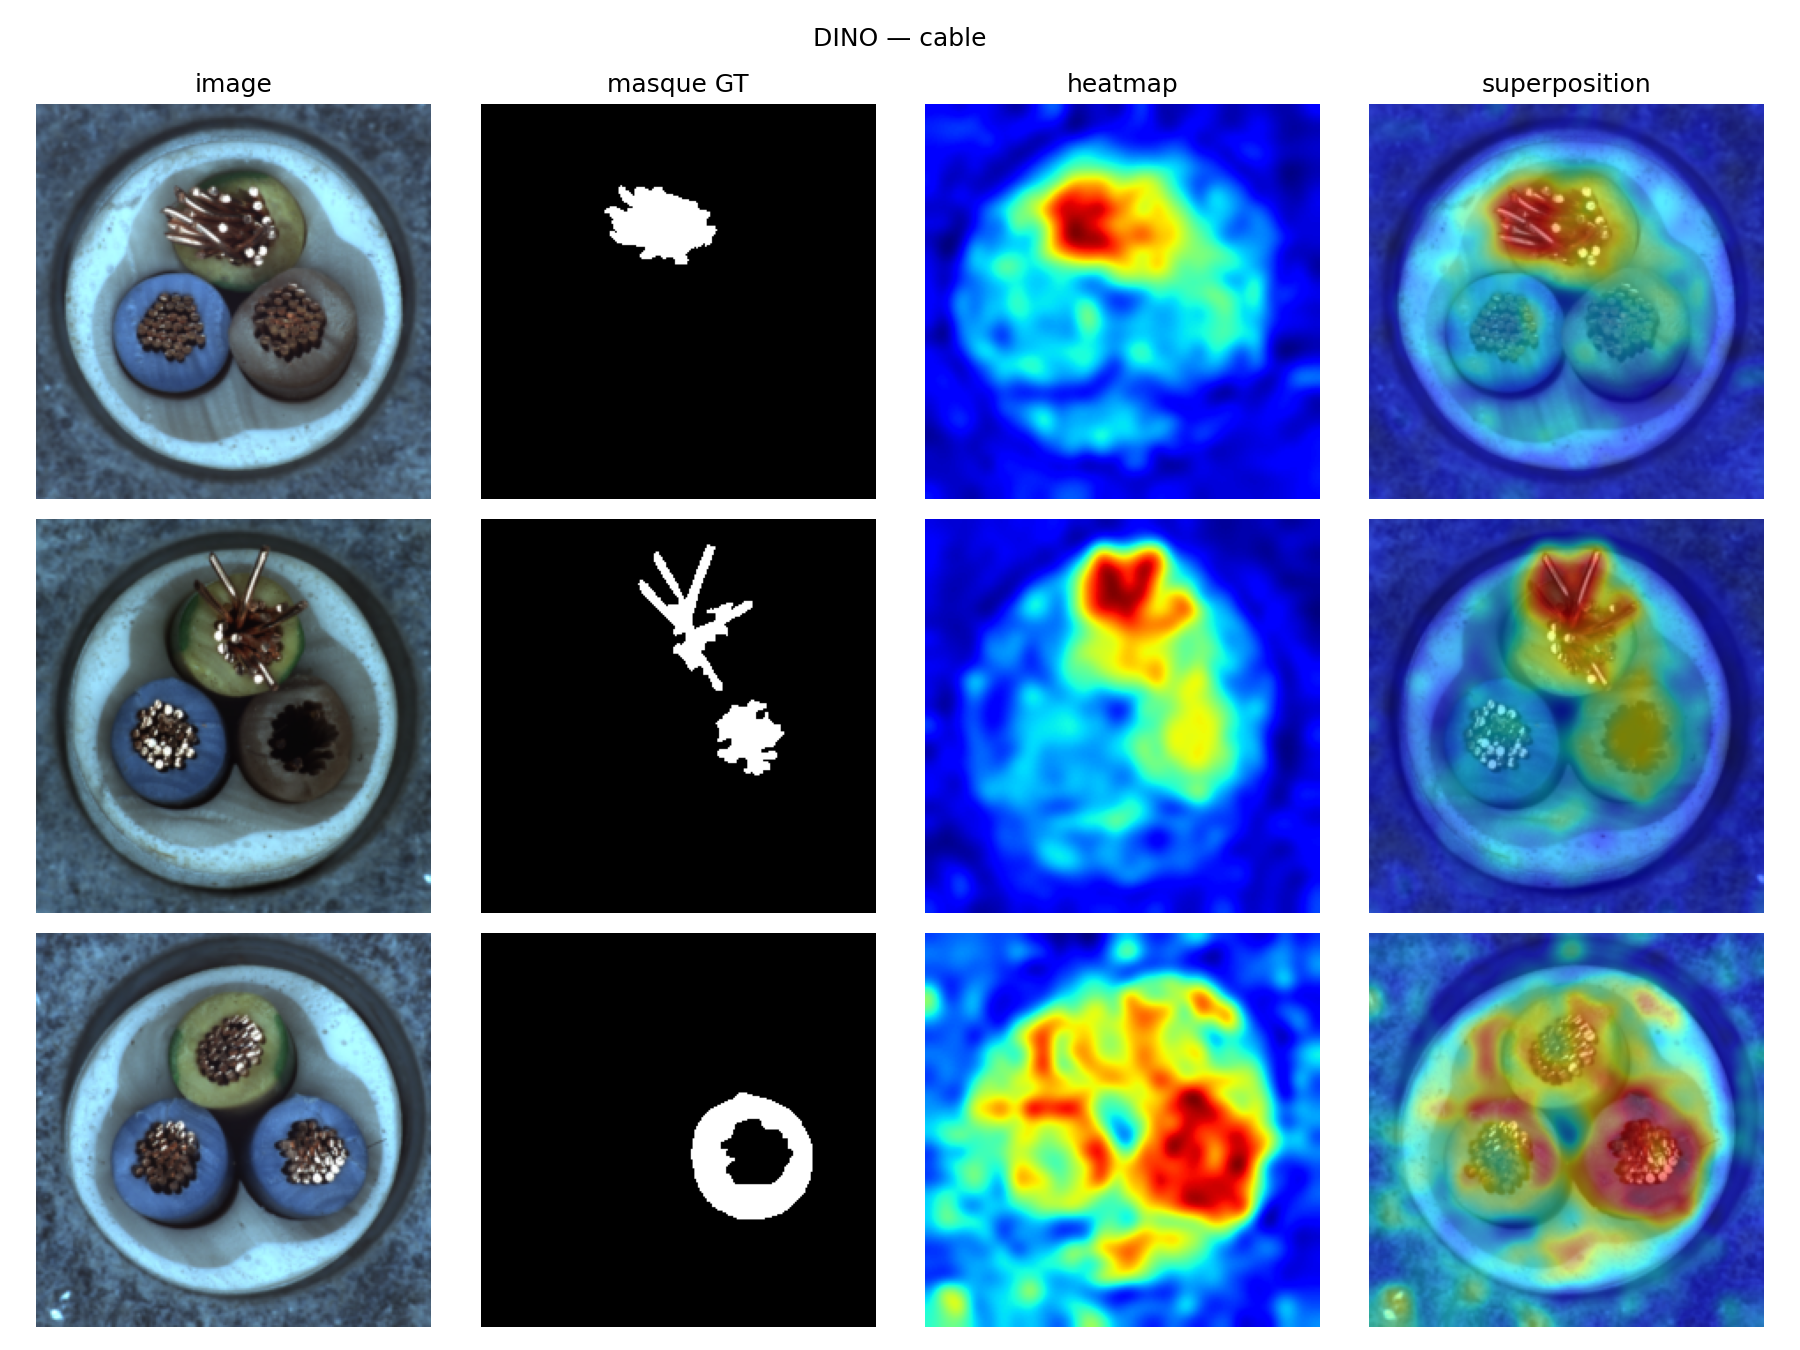 DINO — cable
image
masque GT
heatmap
superposition